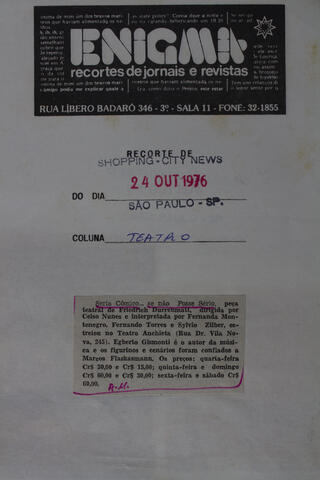 ENIGMA
recortes de jornais e revistas
RUA LÍBERO BADARÓ 346 - 3º - SALA 11 - FONE: 32-1855
RECORTE DE
SHOPPING - CITY NEWS
24 OUT 1976
DO DIA
SÃO PAULO - SP.
COLUNA TEATRO
Seria Cômico... se não Fosse Sério, peça
teatral de Friedrich Durrenmatt, dirigida por
Celso Nunes e interpretada por Fernanda Mon-
tenegro, Fernando Torres e Sylvio Zilber, es-
treiou no Teatro Anchieta (Rua Dr. Vila No-
va, 245). Egberto Gismonti é o autor da músi-
ca e os figurinos e cenários foram confiados a
Marcos Flaksmann. Os preços: quarta-feira
Cr$ 30,00 e Cr$ 15,00; quinta-feira e domingo
Cr$ 60,00 e Cr$ 30,00; sexta-feira e sábado Cr$
60,00. A.M.